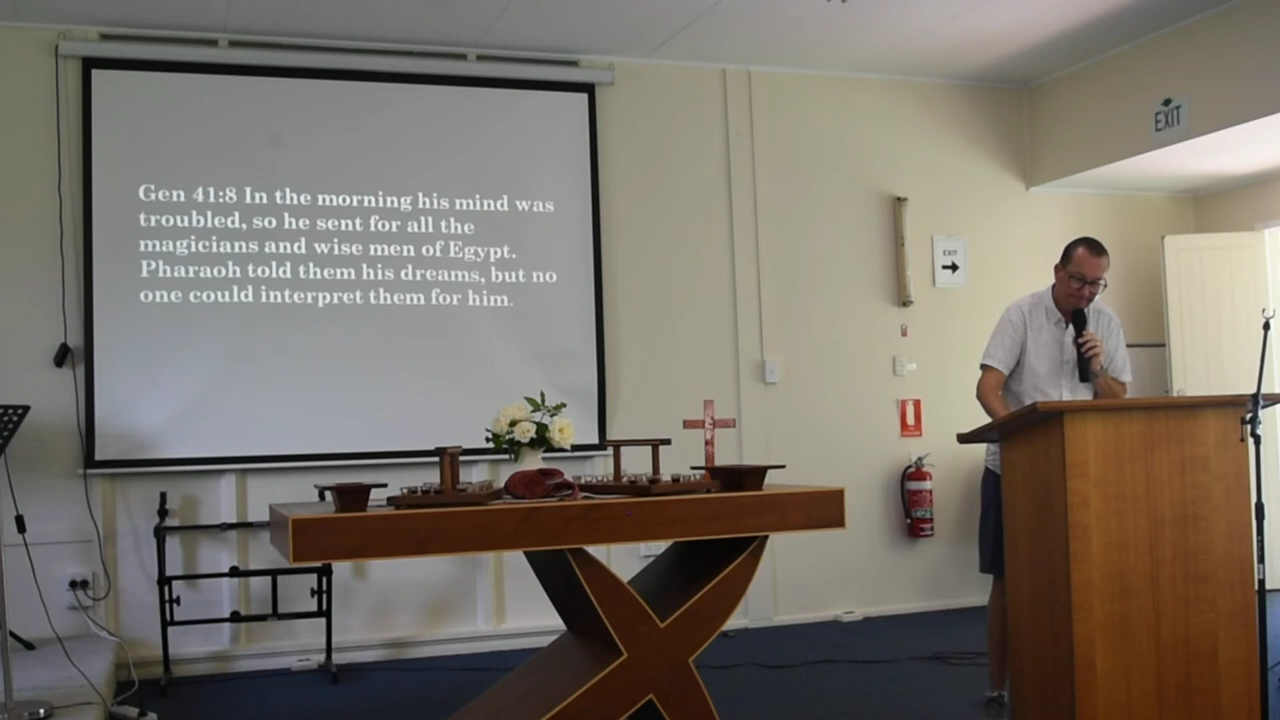 Gen 41:8 In the morning his mind was
troubled, so he sent for all the
magicians and wise men of Egypt.
Pharaoh told them his dreams, but no
one could interpret them for him.
EXIT
EXIT